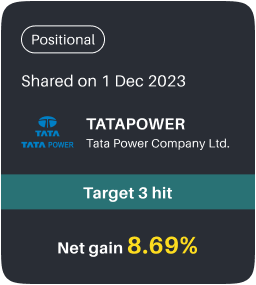 Positional
Shared on 1 Dec 2023
TATAPOWER
TATA
TATA POWER
Tata Power Company Ltd.
Target 3 hit
Net gain 8.69%